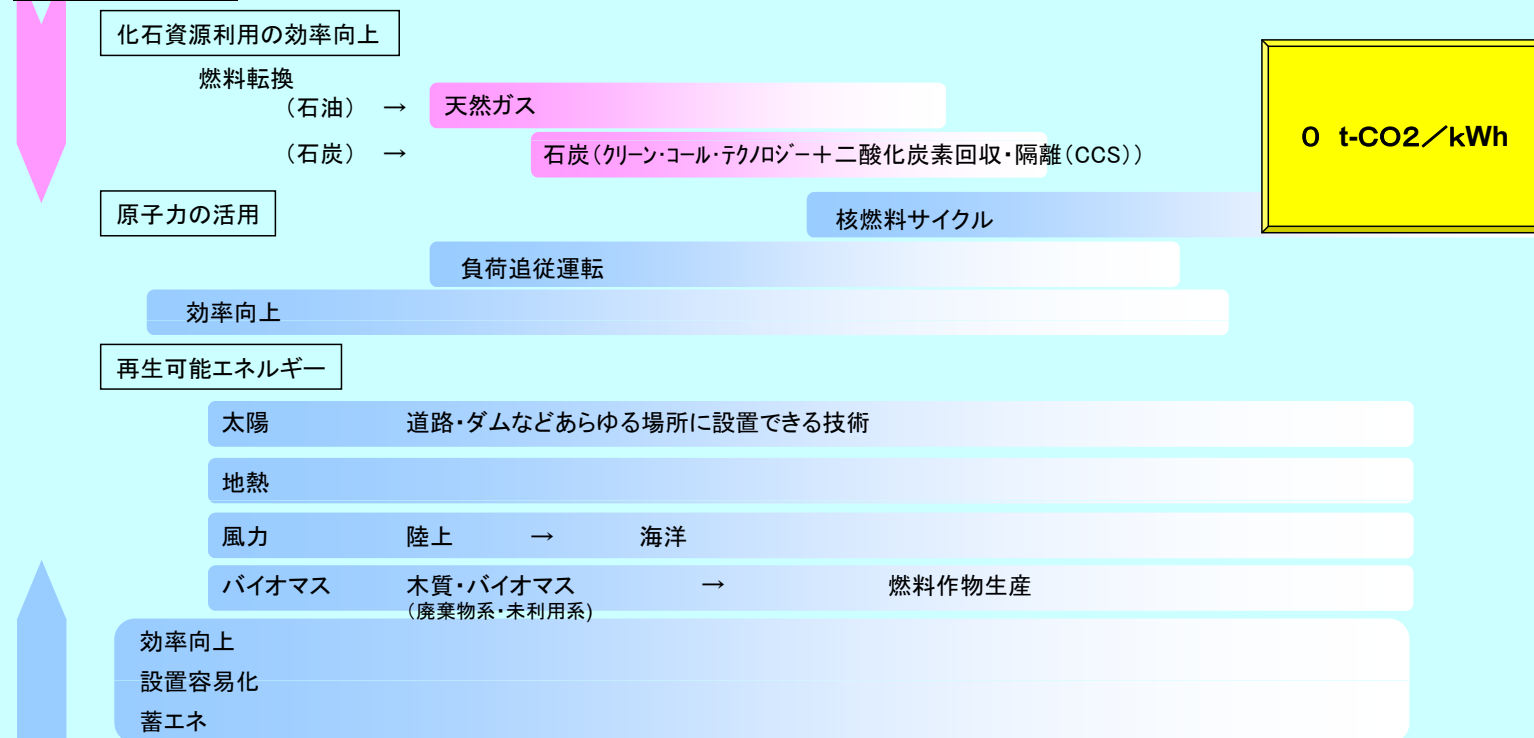 化石資源利用の効率向上
燃料転換
（石油） → 天然ガス
（石炭） → 石炭（クリーン・コール・テクノロジー＋二酸化炭素回収・隔離（CCS））
０ t-CO2／kWh
原子力の活用
核燃料サイクル
負荷追従運転
効率向上
再生可能エネルギー
太陽 道路・ダムなどあらゆる場所に設置できる技術
地熱
風力 陸上 → 海洋
バイオマス 木質・バイオマス → 燃料作物生産
（廃棄物系・未利用系)
効率向上
設置容易化
蓄エネ